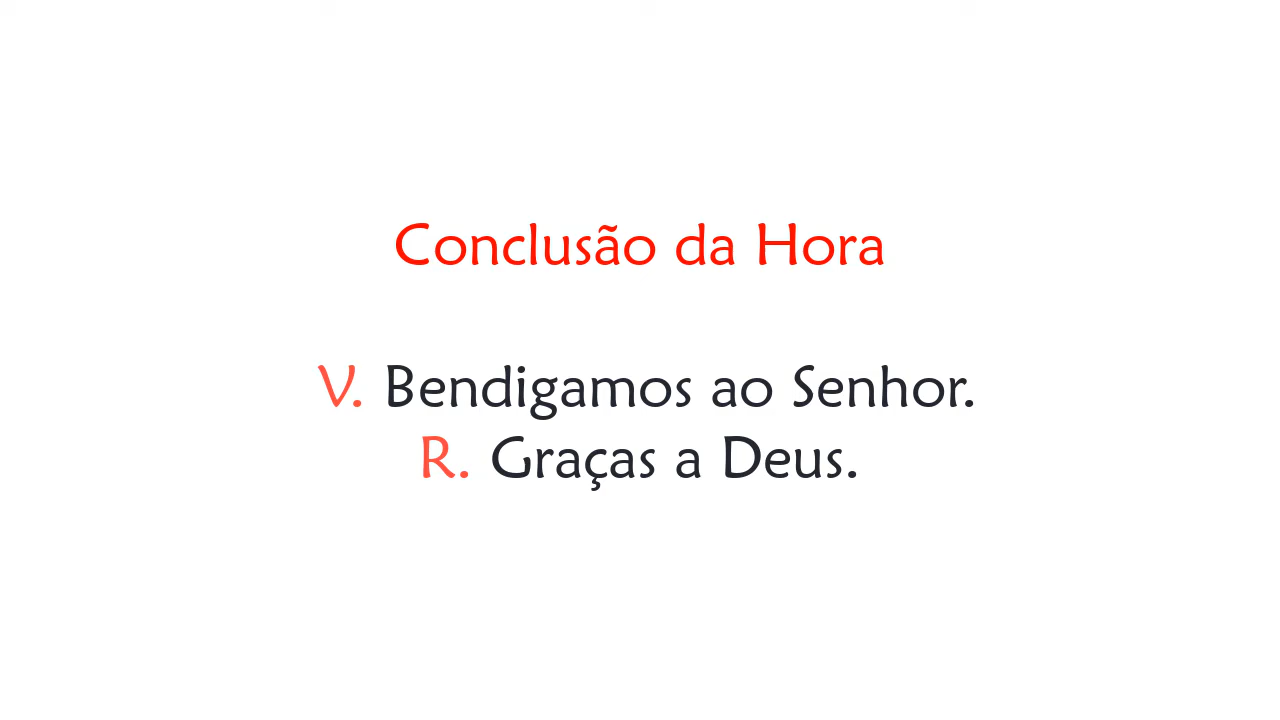 Conclusão da Hora
V. Bendigamos ao Senhor.
R. Graças a Deus.